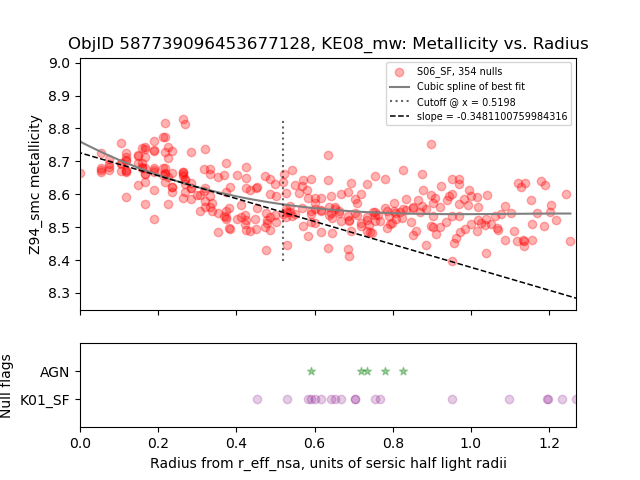 ObjID 587739096453677128, KE08_mw: Metallicity vs. Radius
9.0
8.9
8.8
8.7
8.6
8.5
8.4
8.3
Z94_smc metallicity
S06_SF, 354 nulls
Cubic spline of best fit
Cutoff @ x = 0.5198
slope = -0.3481100759984316
Null flags
AGN
K01_SF
0.0 0.2 0.4 0.6 0.8 1.0 1.2
Radius from r_eff_nsa, units of sersic half light radii